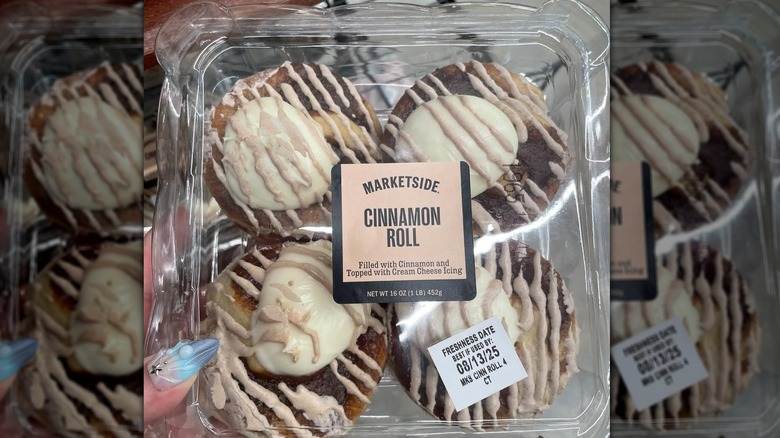 MARKETSIDE
CINNAMON
ROLL
Filled with Cinnamon and
Topped with Cream Cheese Icing
NET WT 16 OZ (1 LB) 452g
FRESHNESS DATE
BEST IF USED BY:
08/13/25
MKS CINN ROLL 4
CT